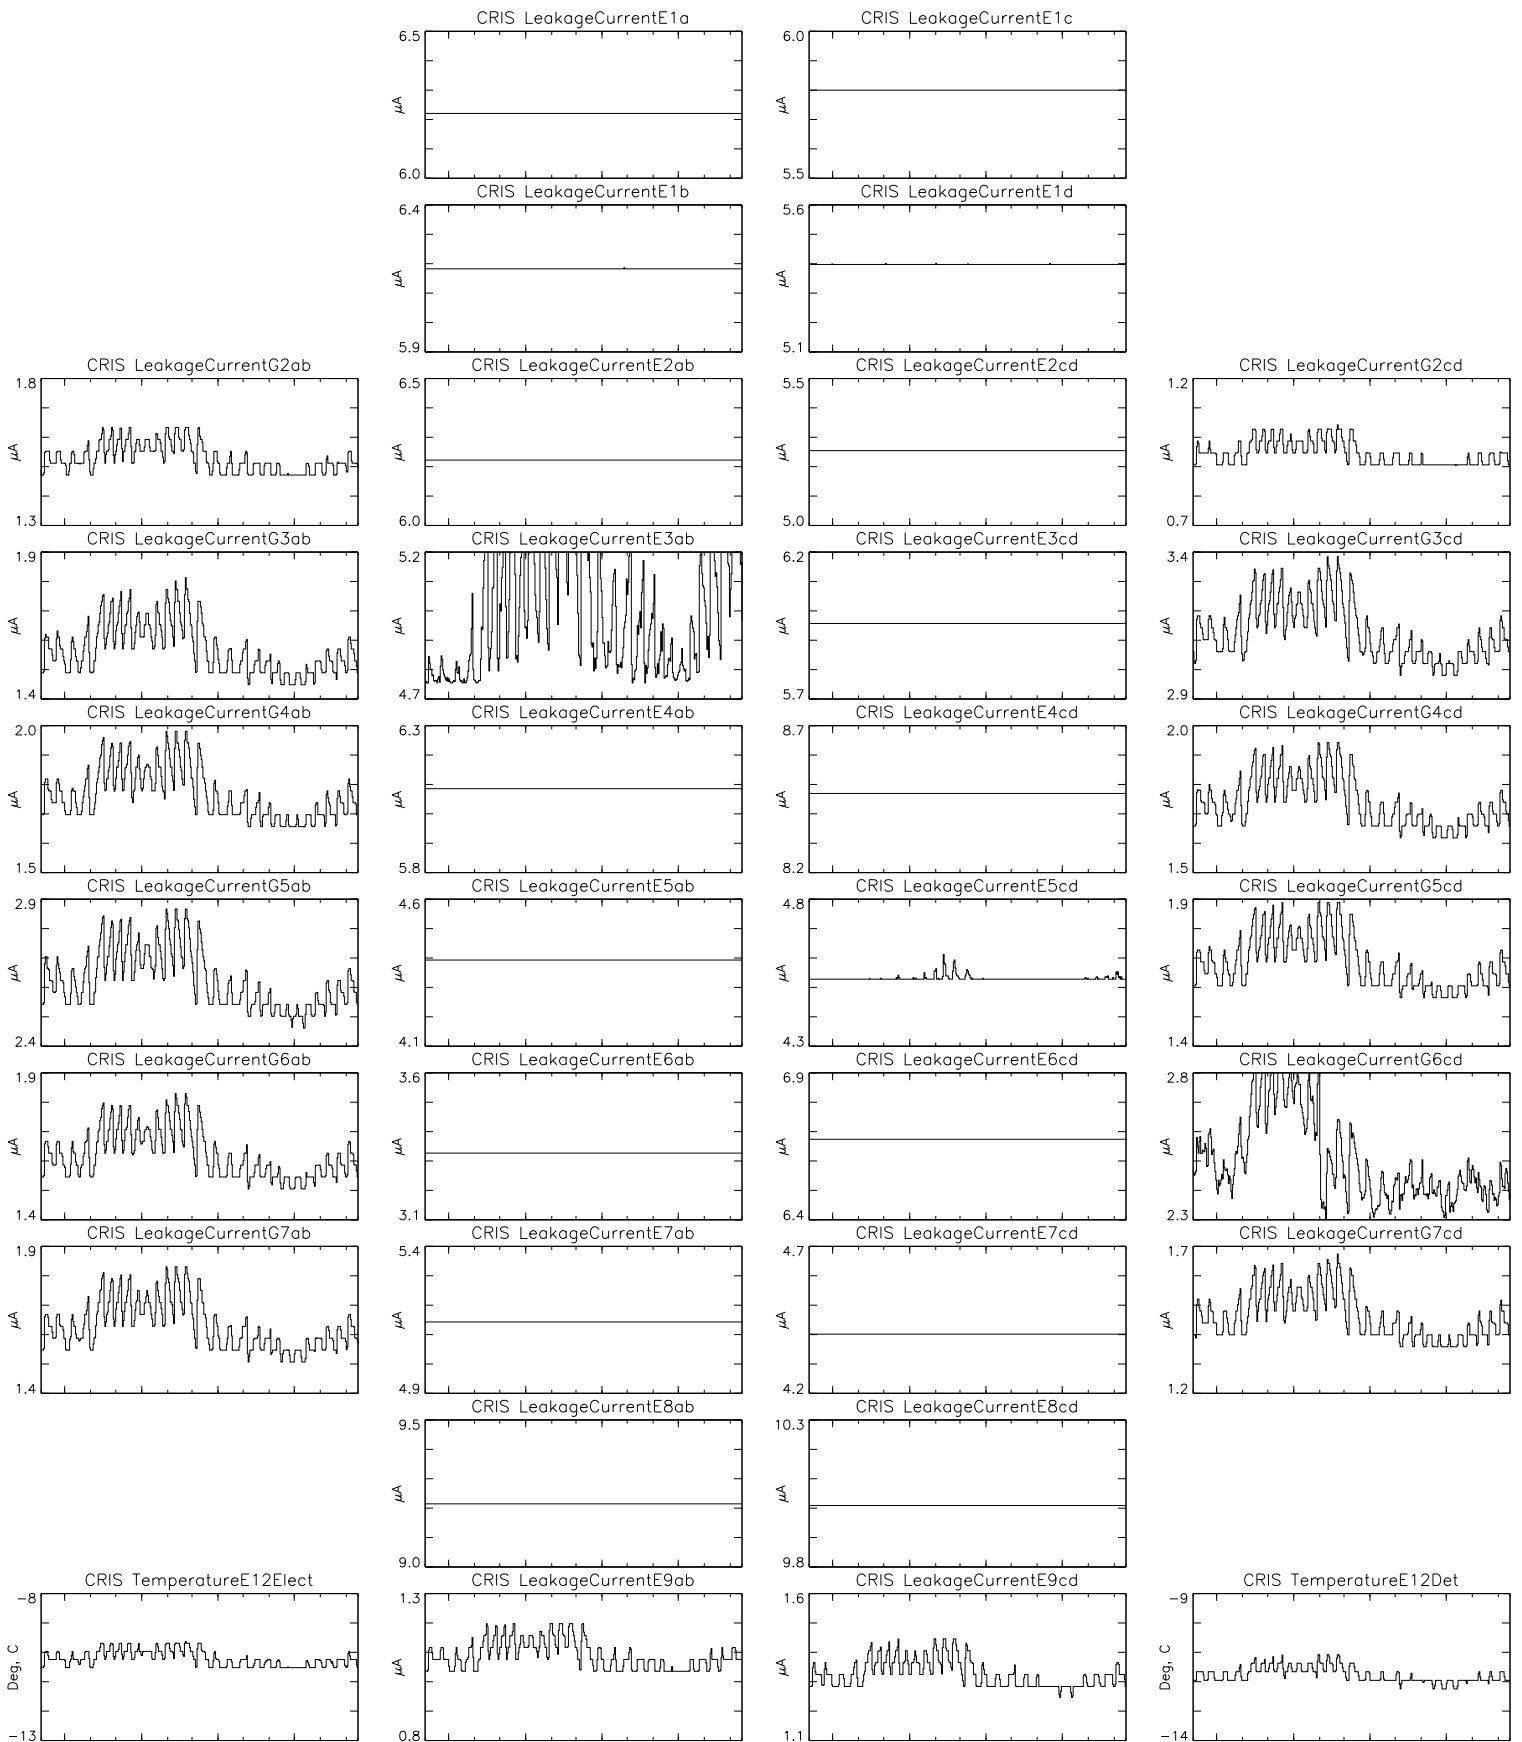 CRIS LeakageCurrentE1a
6.5
μA
6.0
CRIS LeakageCurrentE1c
6.0
μA
5.5
CRIS LeakageCurrentE1b
6.4
μA
5.9
CRIS LeakageCurrentE1d
5.6
μA
5.1
CRIS LeakageCurrentG2ab
1.8
μA
1.3
CRIS LeakageCurrentE2ab
6.5
μA
6.0
CRIS LeakageCurrentE2cd
5.5
μA
5.0
CRIS LeakageCurrentG2cd
1.2
μA
0.7
CRIS LeakageCurrentG3ab
1.9
μA
1.4
CRIS LeakageCurrentE3ab
5.2
μA
4.7
CRIS LeakageCurrentE3cd
6.2
μA
5.7
CRIS LeakageCurrentG3cd
3.4
μA
2.9
CRIS LeakageCurrentG4ab
2.0
μA
1.5
CRIS LeakageCurrentE4ab
6.3
μA
5.8
CRIS LeakageCurrentE4cd
8.7
μA
8.2
CRIS LeakageCurrentG4cd
2.0
μA
1.5
CRIS LeakageCurrentG5ab
2.9
μA
2.4
CRIS LeakageCurrentE5ab
4.6
μA
4.1
CRIS LeakageCurrentE5cd
4.8
μA
4.3
CRIS LeakageCurrentG5cd
1.9
μA
1.4
CRIS LeakageCurrentG6ab
1.9
μA
1.4
CRIS LeakageCurrentE6ab
3.6
μA
3.1
CRIS LeakageCurrentE6cd
6.9
μA
6.4
CRIS LeakageCurrentG6cd
2.8
μA
2.3
CRIS LeakageCurrentG7ab
1.9
μA
1.4
CRIS LeakageCurrentE7ab
5.4
μA
4.9
CRIS LeakageCurrentE7cd
4.7
μA
4.2
CRIS LeakageCurrentG7cd
1.7
μA
1.2
CRIS LeakageCurrentE8ab
9.5
μA
9.0
CRIS LeakageCurrentE8cd
10.3
μA
9.8
CRIS TemperatureE12Elect
-8
Deg, C
-13
CRIS LeakageCurrentE9ab
1.3
μA
0.8
CRIS LeakageCurrentE9cd
1.6
μA
1.1
CRIS TemperatureE12Det
-9
Deg, C
-14